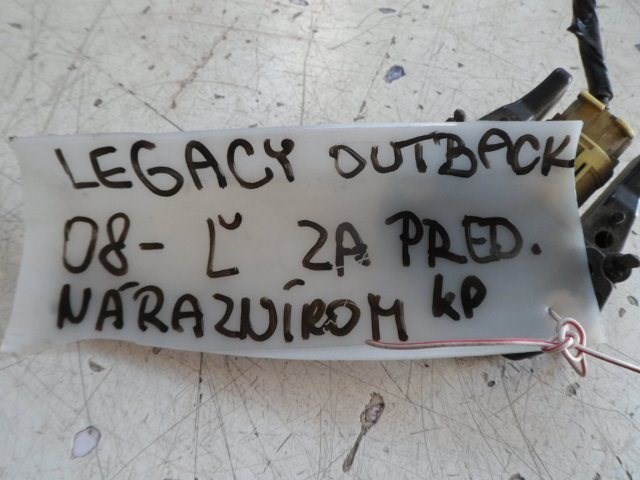 LEGACY OUTBACK
08- Ľ ZA PRED.
NÁRAZNÍKOM KP